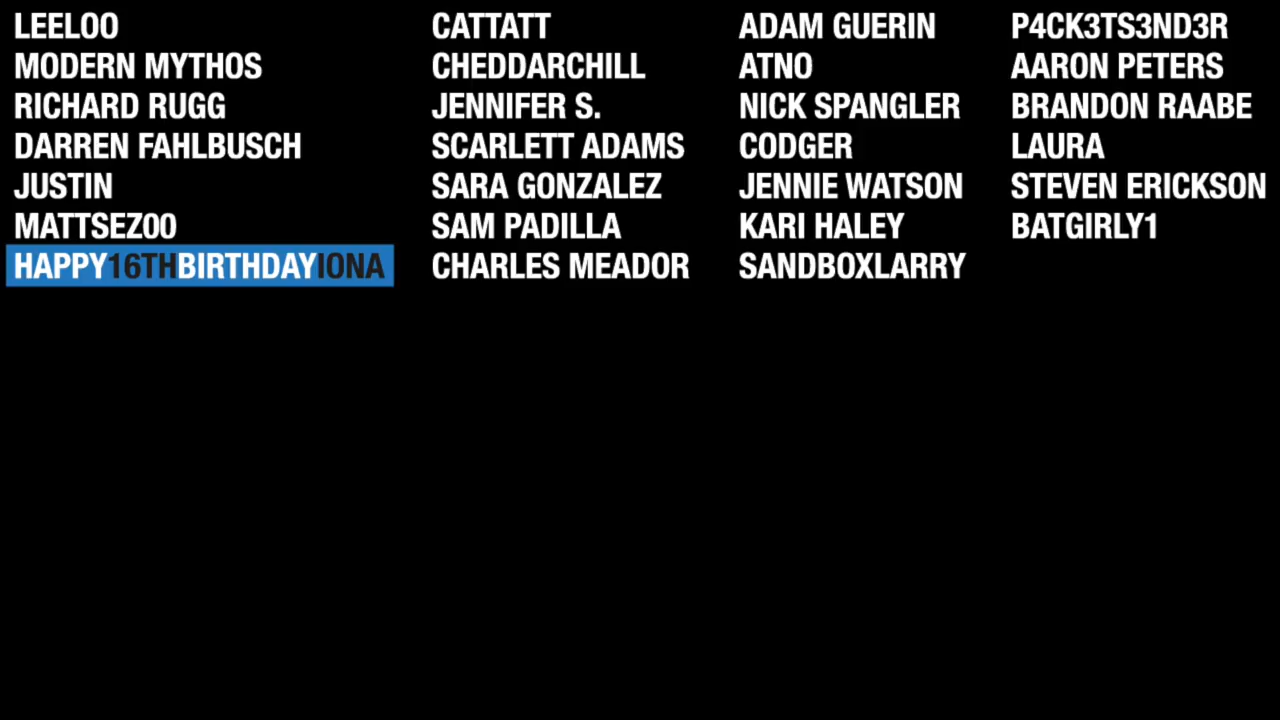 LEELOO
MODERN MYTHOS
RICHARD RUGG
DARREN FAHLBUSCH
JUSTIN
MATTSEZ00
HAPPY16THBIRTHDAYIONA
CATTATT
CHEDDARCHILL
JENNIFER S.
SCARLETT ADAMS
SARA GONZALEZ
SAM PADILLA
CHARLES MEADOR
ADAM GUERIN
ATNO
NICK SPANGLER
CODGER
JENNIE WATSON
KARI HALEY
SANDBOXLARRY
P4CK3TS3ND3R
AARON PETERS
BRANDON RAABE
LAURA
STEVEN ERICKSON
BATGIRLY1